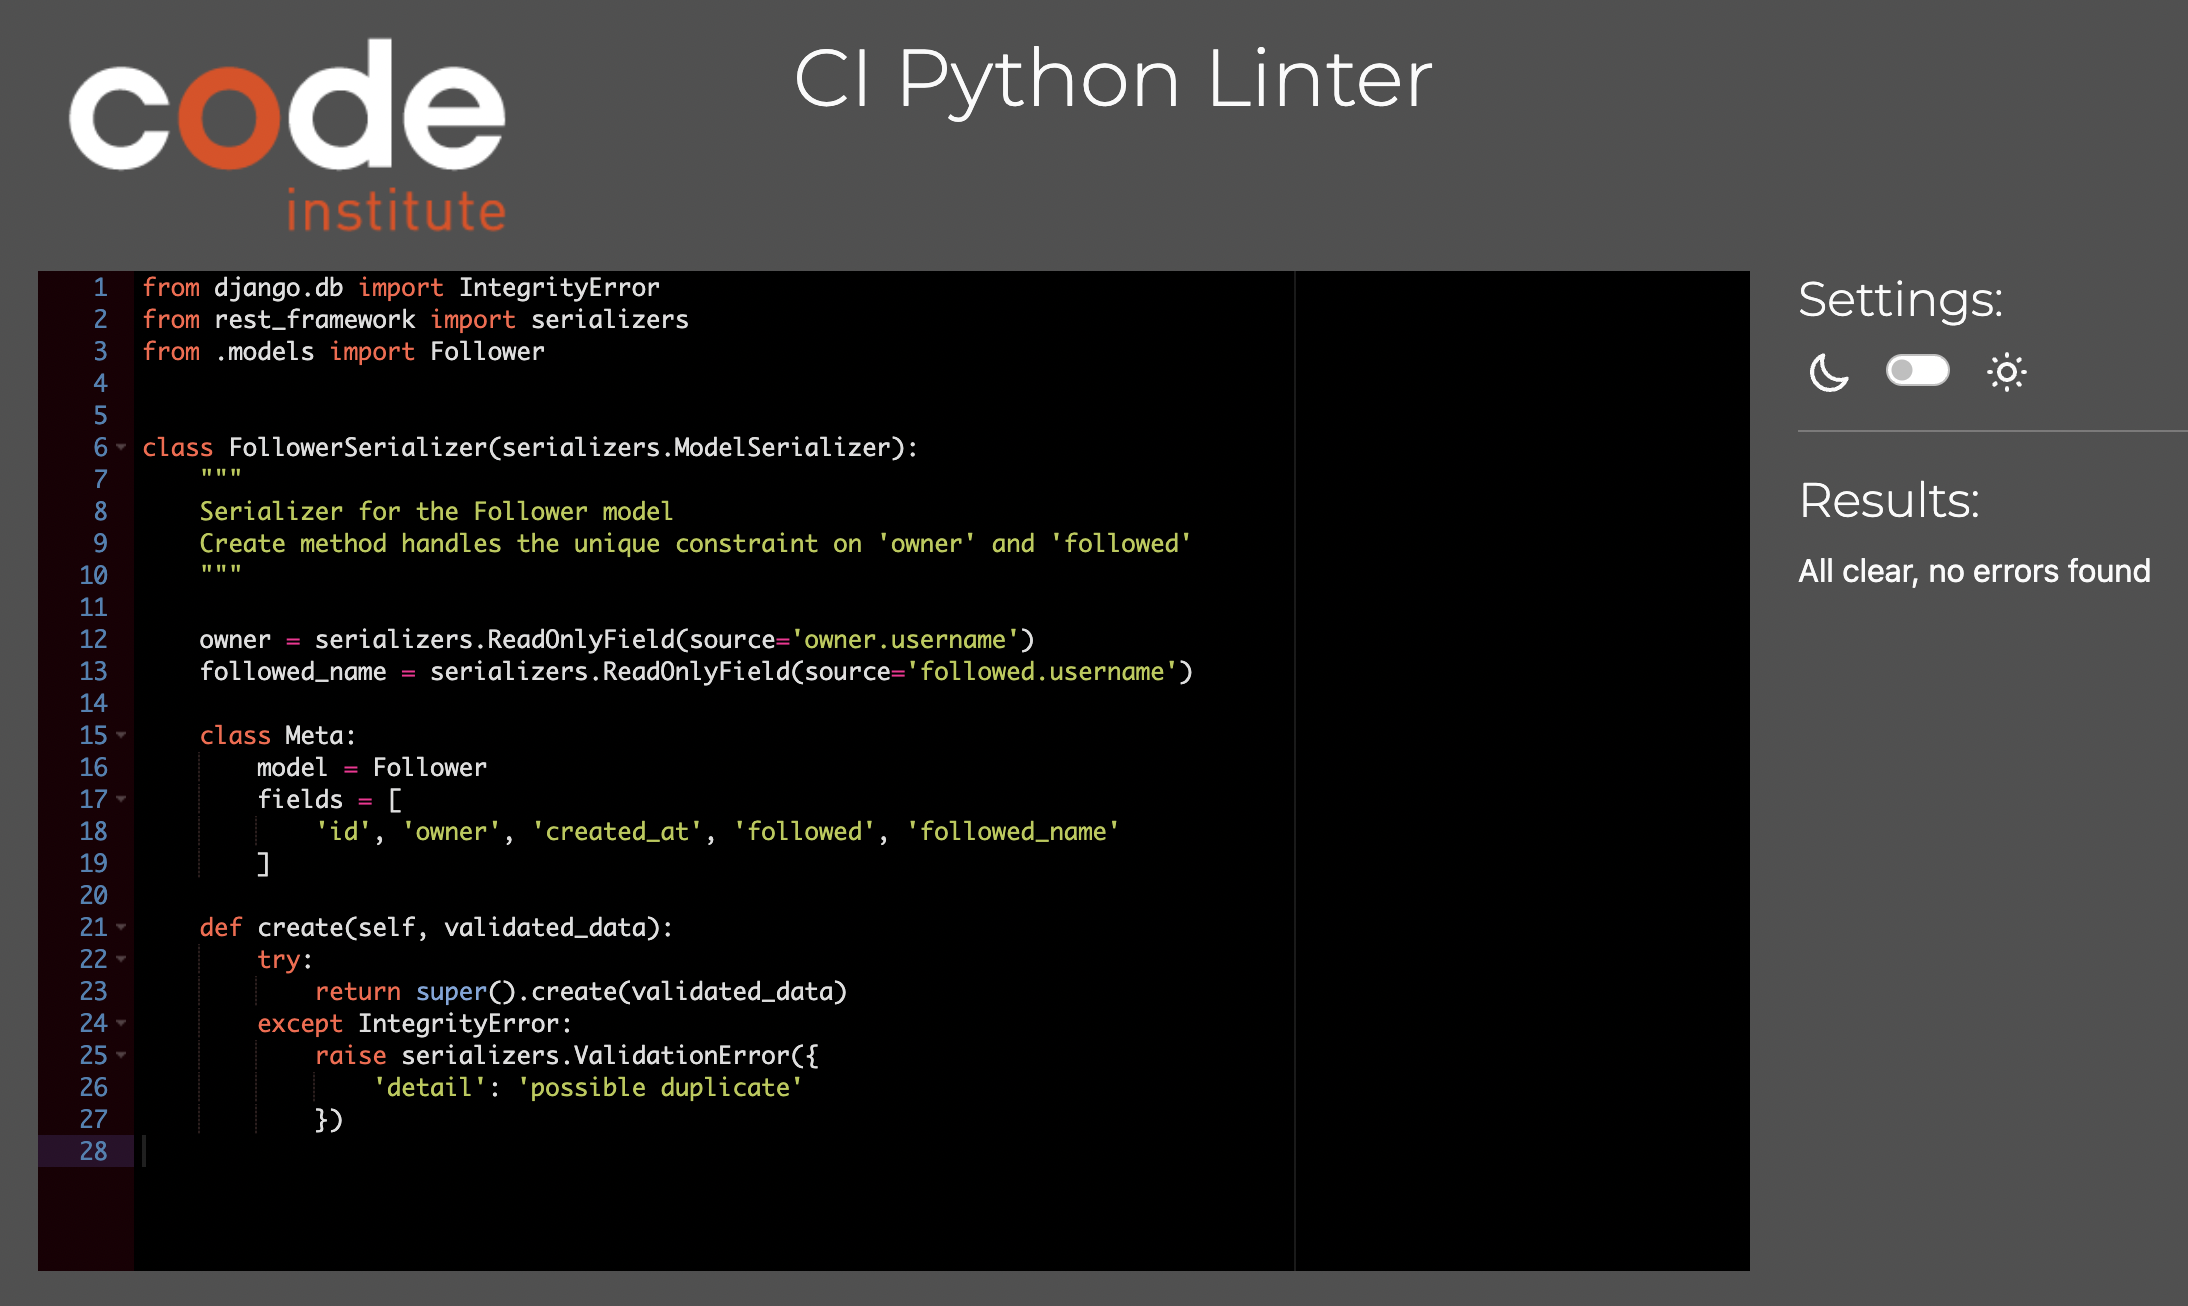 code
institute
CI Python Linter
1 from django.db import IntegrityError
2 from rest_framework import serializers
3 from .models import Follower
4
5
6 class FollowerSerializer(serializers.ModelSerializer):
7     """
8     Serializer for the Follower model
9     Create method handles the unique constraint on 'owner' and 'followed'
10     """
11
12     owner = serializers.ReadOnlyField(source='owner.username')
13     followed_name = serializers.ReadOnlyField(source='followed.username')
14
15     class Meta:
16         model = Follower
17         fields = [
18             'id', 'owner', 'created_at', 'followed', 'followed_name'
19         ]
20
21     def create(self, validated_data):
22         try:
23             return super().create(validated_data)
24         except IntegrityError:
25             raise serializers.ValidationError({
26                 'detail': 'possible duplicate'
27             })
28
Settings:
Results:
All clear, no errors found